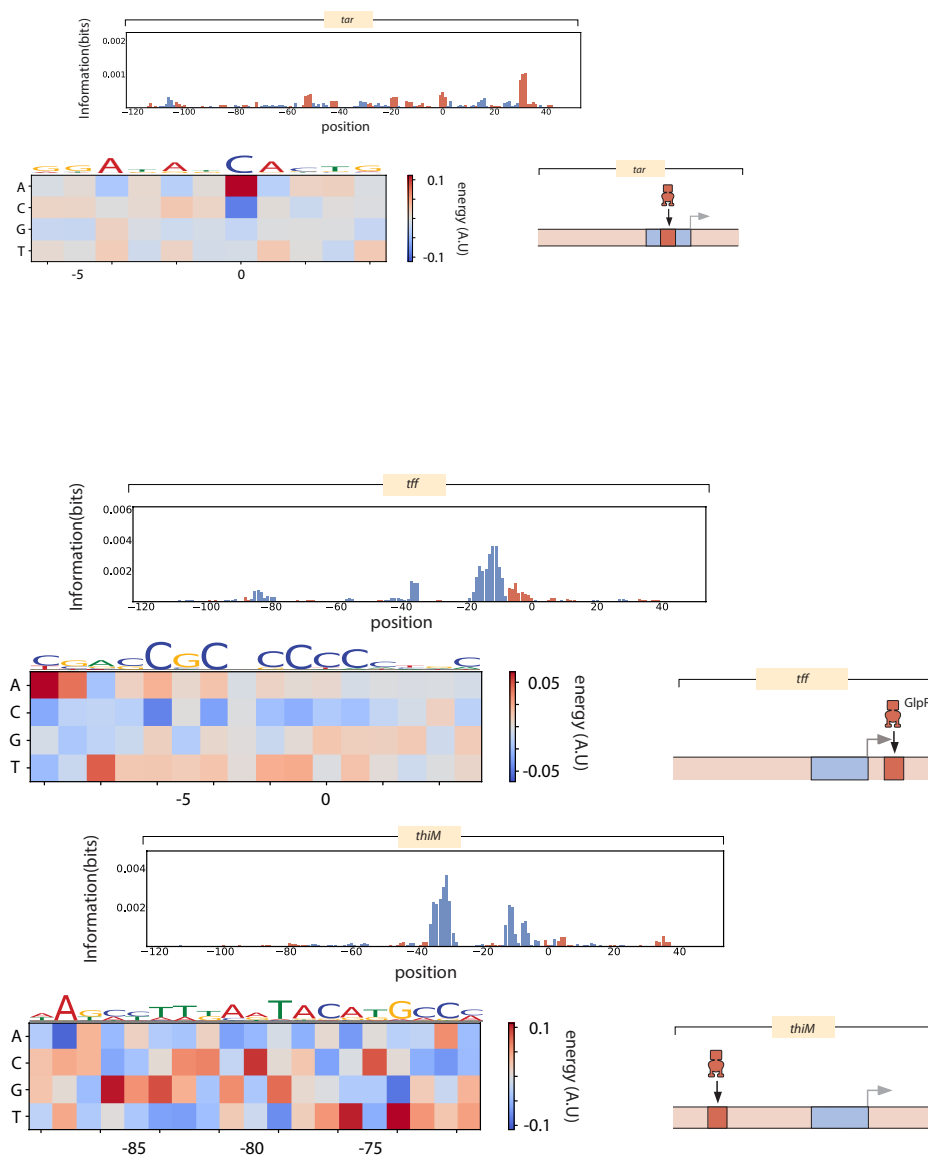 tar
Information(bits)
0.002
0.001
−120 −100 −80 −60 −40 −20 0 20 40
position
GGATATCACTG
A
C
G
T
-5 0
0.1
-0.1
energy (A.U)
tar
tff
Information(bits)
0.006
0.004
0.002
−120 −100 −80 −60 −40 −20 0 20 40
position
A
C
G
T
-5 0
0.05
-0.05
energy (A.U)
tff
GlpR
thiM
Information(bits)
0.004
0.002
−120 −100 −80 −60 −40 −20 0 20 40
position
A
C
G
T
-85 -80 -75
0.1
-0.1
energy (A.U)
thiM